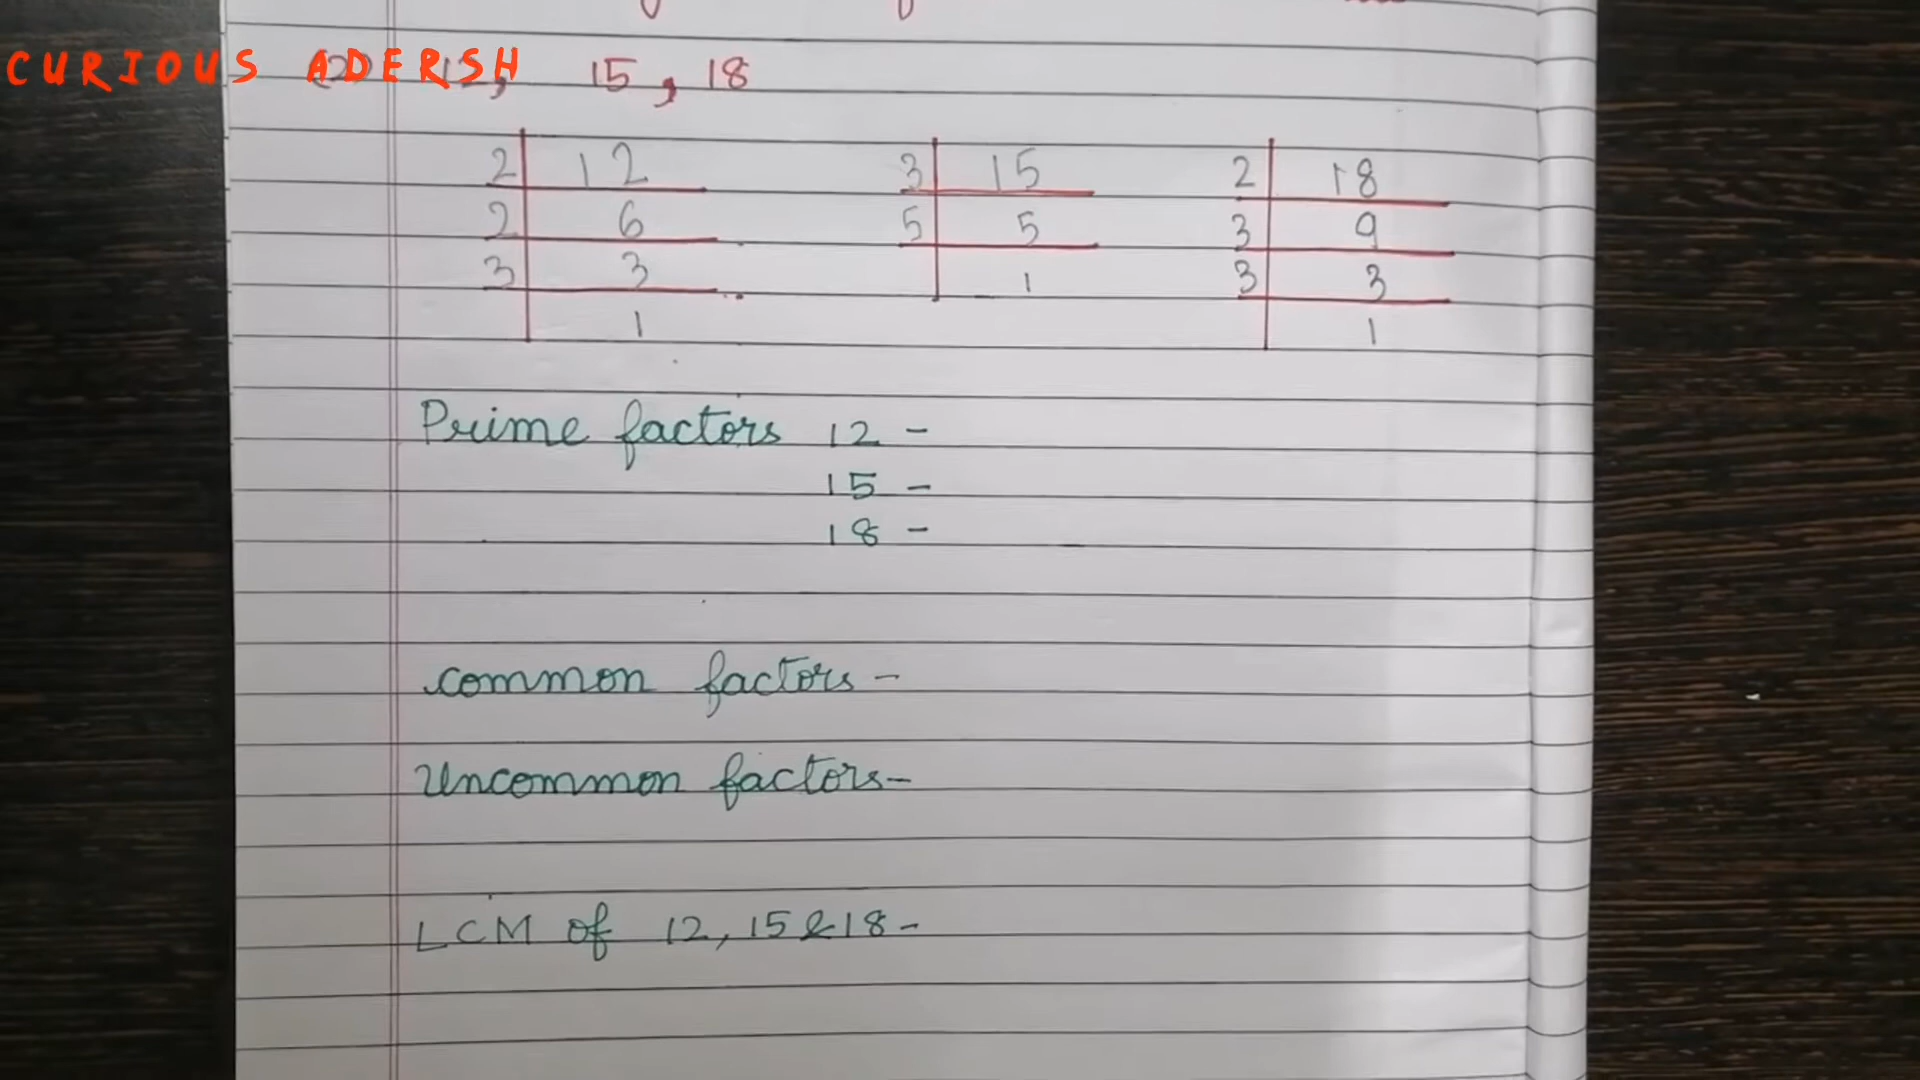 CURIOUS ADERSH
12, 15, 18
2 12 3 15 2 18
2 6 5 5 3 9
3 3 1 3 3
1 1
Prime factors 12 -
15 -
18 -
common factors -
Uncommon factors -
LCM of 12, 15 & 18 -